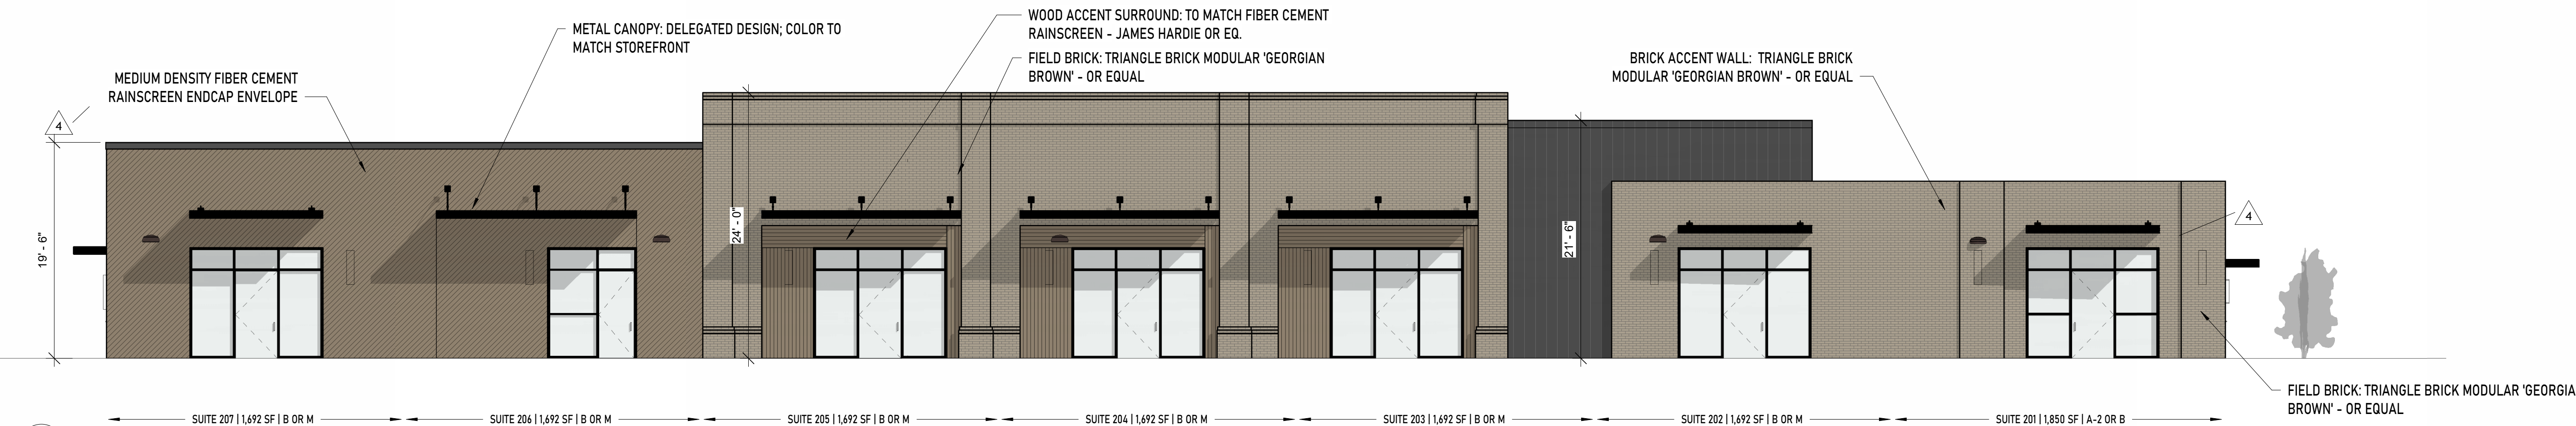 METAL CANOPY: DELEGATED DESIGN; COLOR TO
MATCH STOREFRONT
WOOD ACCENT SURROUND: TO MATCH FIBER CEMENT
RAINSCREEN - JAMES HARDIE OR EQ.
FIELD BRICK: TRIANGLE BRICK MODULAR 'GEORGIAN
BROWN' - OR EQUAL
BRICK ACCENT WALL: TRIANGLE BRICK
MODULAR 'GEORGIAN BROWN' - OR EQUAL
MEDIUM DENSITY FIBER CEMENT
RAINSCREEN ENDCAP ENVELOPE
4
19' - 6"
24' - 0"
21' - 6"
4
FIELD BRICK: TRIANGLE BRICK MODULAR 'GEORGIA
BROWN' - OR EQUAL
SUITE 207 | 1,692 SF | B OR M
SUITE 206 | 1,692 SF | B OR M
SUITE 205 | 1,692 SF | B OR M
SUITE 204 | 1,692 SF | B OR M
SUITE 203 | 1,692 SF | B OR M
SUITE 202 | 1,692 SF | B OR M
SUITE 201 | 1,850 SF | A-2 OR B